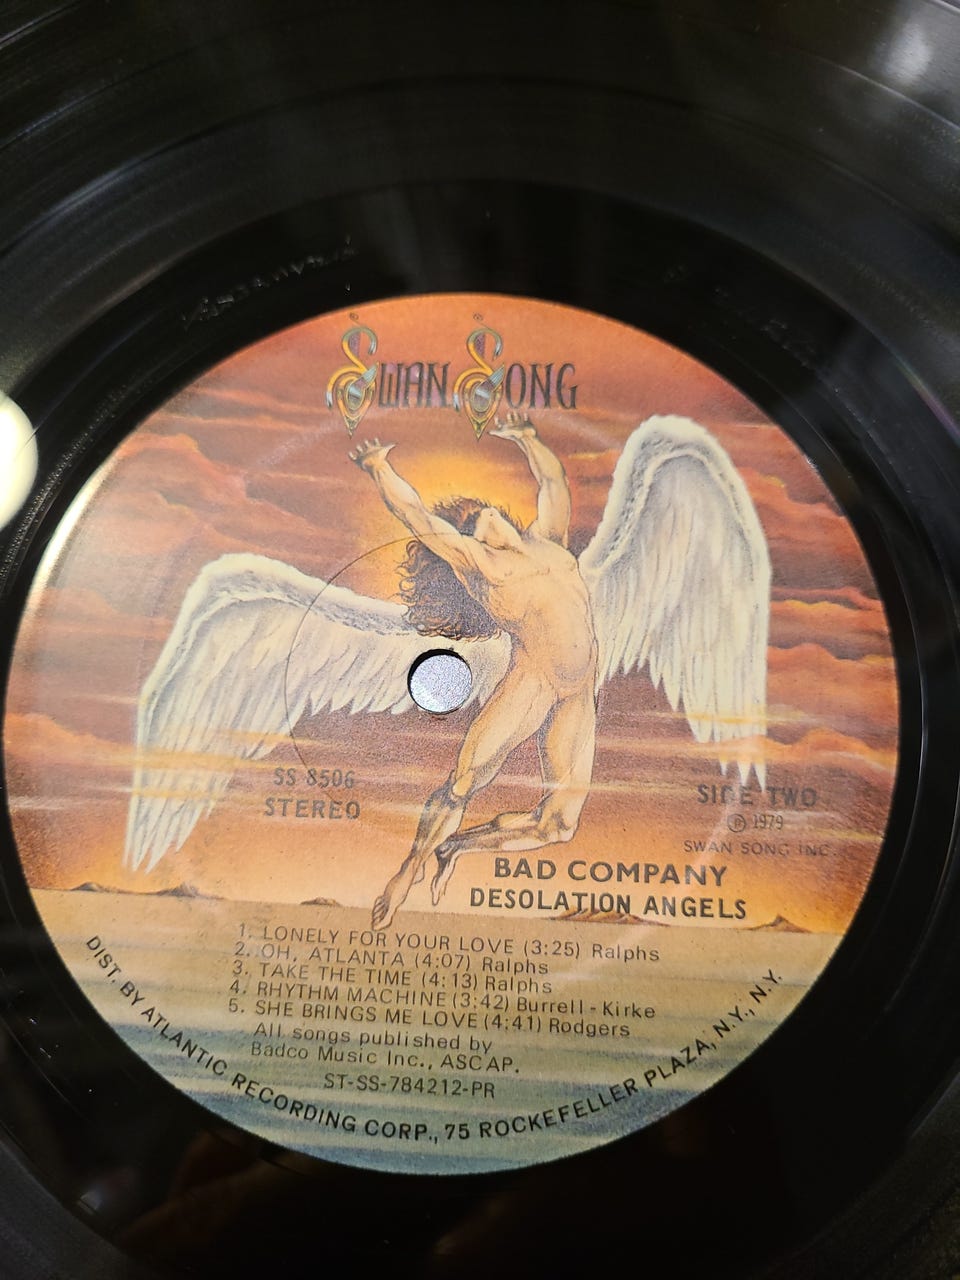 SWAN SONG
SS 8506
STEREO
SIDE TWO
Ⓟ 1979
SWAN SONG INC.
BAD COMPANY
DESOLATION ANGELS
1. LONELY FOR YOUR LOVE (3:25) Ralphs
2. OH, ATLANTA (4:07) Ralphs
3. TAKE THE TIME (4:13) Ralphs
4. RHYTHM MACHINE (3:42) Burrell-Kirke
5. SHE BRINGS ME LOVE (4:41) Rodgers
All songs published by
Badco Music Inc., ASCAP.
ST-SS-784212-PR
DIST. BY ATLANTIC RECORDING CORP., 75 ROCKEFELLER PLAZA, N.Y., N.Y.